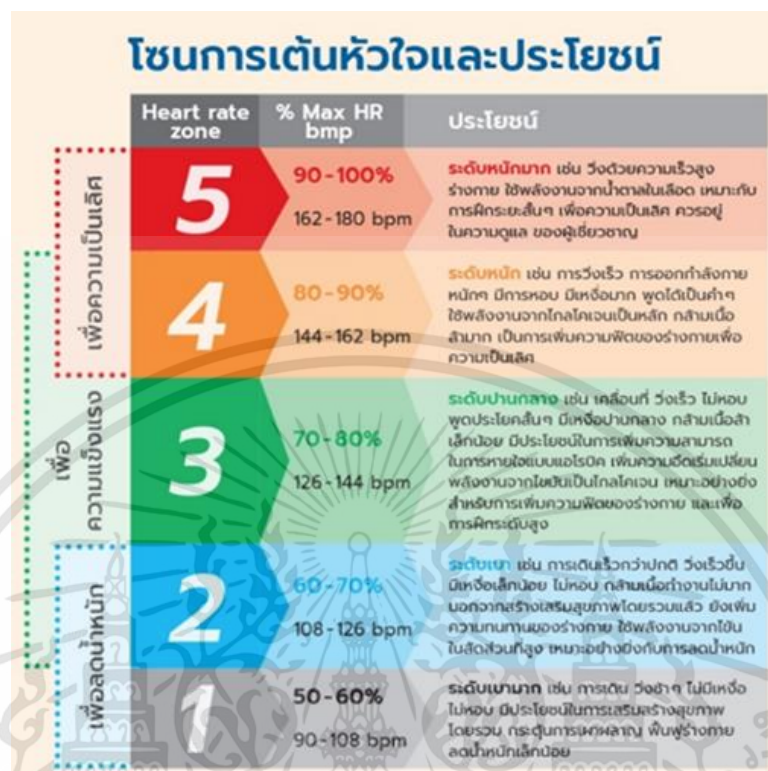 โซนการเต้นหัวใจและประโยชน์
Heart rate
zone
% Max HR
bmp
ประโยชน์
เพื่อความเป็นเลิศ
เพื่อ
ความแข็งแรง
เพื่อลดน้ำหนัก
5
90-100%
162-180 bpm
ระดับหนักมาก เช่น วิ่งด้วยความเร็วสูง
ร่างกาย ใช้พลังงานจากน้ำตาลในเลือด เหมาะกับ
การฝึกระยะสั้นๆ เพื่อความเป็นเลิศ ควรอยู่
ในความดูแล ของผู้เชี่ยวชาญ
4
80-90%
144-162 bpm
ระดับหนัก เช่น การวิ่งเร็ว การออกกำลังกาย
หนักๆ มีการหอบ มีเหงื่อมาก พูดได้เป็นคำๆ
ใช้พลังงานจากไกลโคเจนเป็นหลัก กล้ามเนื้อ
ล้ามาก เป็นการเพิ่มความฟิตของร่างกายเพื่อ
ความเป็นเลิศ
3
70-80%
126-144 bpm
ระดับปานกลาง เช่น เคลื่อนที่ วิ่งเร็ว ไม่หอบ
พูดประโยคสั้นๆ มีเหงื่อปานกลาง กล้ามเนื้อล้า
เล็กน้อย มีประโยชน์ในการเพิ่มความสามารถ
ในการหายใจแบบแอโรบิค เพิ่มความอึดเริ่มเปลี่ยน
พลังงานจากไขมันเป็นไกลโคเจน เหมาะอย่างยิ่ง
สำหรับการเพิ่มความฟิตของร่างกาย และเพื่อ
การฝึกระดับสูง
2
60-70%
108-126 bpm
ระดับเบา เช่น การเดินเร็วกว่าปกติ วิ่งเร็วขึ้น
มีเหงื่อเล็กน้อย ไม่หอบ กล้ามเนื้อทำงานไม่มาก
นอกจากสร้างเสริมสุขภาพโดยรวมแล้ว ยังเพิ่ม
ความทนทานของร่างกาย ใช้พลังงานจากไขมัน
ในสัดส่วนที่สูง เหมาะอย่างยิ่งกับการลดน้ำหนัก
1
50-60%
90-108 bpm
ระดับเบามาก เช่น การเดิน วิ่งช้าๆ ไม่มีเหงื่อ
ไม่หอบ มีประโยชน์ในการเสริมสร้างสุขภาพ
โดยรวม กระตุ้นการเผาผลาญ ฟื้นฟูร่างกาย
ลดน้ำหนักเล็กน้อย